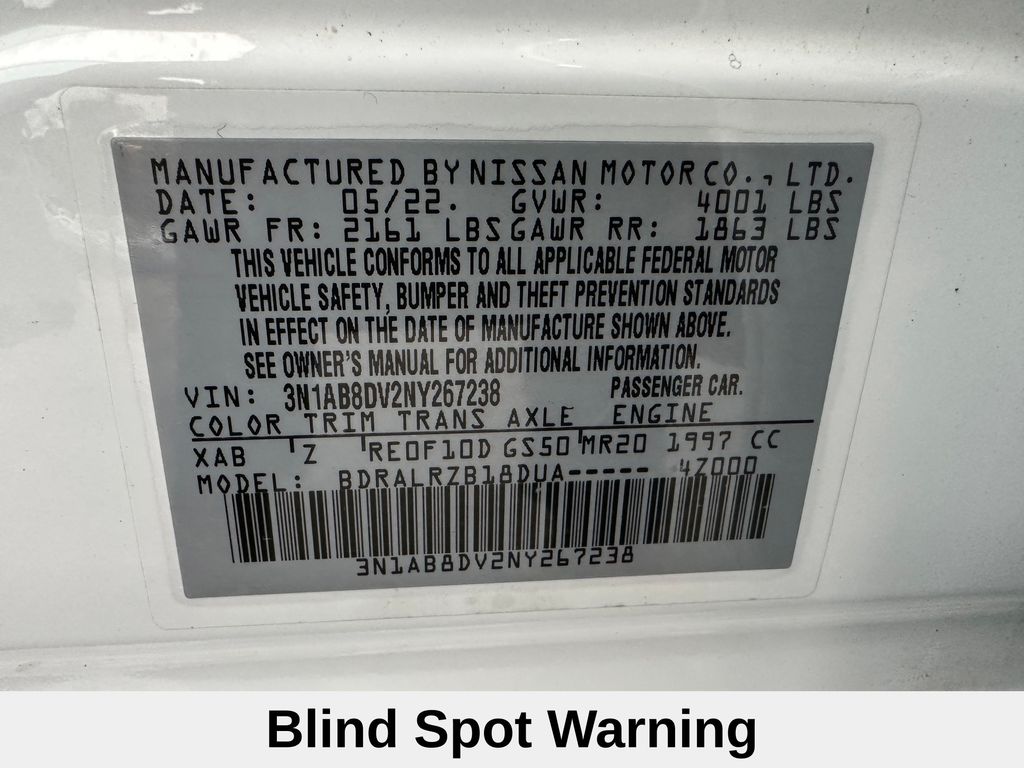 MANUFACTURED BY NISSAN MOTOR CO., LTD.
DATE: 05/22. GVWR: 4001 LBS
GAWR FR: 2161 LBS GAWR RR: 1863 LBS
THIS VEHICLE CONFORMS TO ALL APPLICABLE FEDERAL MOTOR
VEHICLE SAFETY, BUMPER AND THEFT PREVENTION STANDARDS
IN EFFECT ON THE DATE OF MANUFACTURE SHOWN ABOVE.
SEE OWNER'S MANUAL FOR ADDITIONAL INFORMATION.
VIN: 3N1AB8DV2NY267238 PASSENGER CAR.
COLOR TRIM TRANS AXLE ENGINE
XAB Z RE0F10D GS50 MR20 1997 CC
MODEL: BDRALRZB18DUA----- 4Z000
3N1AB8DV2NY267238
Blind Spot Warning